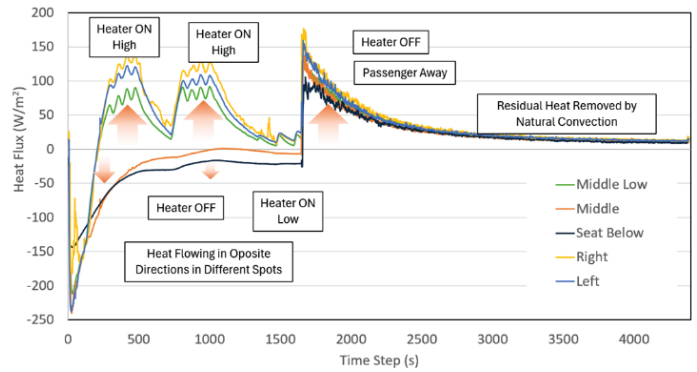 200
150
100
50
0
-50
-100
-150
-200
-250
Heat Flux (W/m²)
Heater ON
High
Heater ON
High
Heater OFF
Passenger Away
Residual Heat Removed by
Natural Convection
Heater OFF
Heater ON
Low
Heat Flowing in Oposite
Directions in Different Spots
Middle Low
Middle
Seat Below
Right
Left
0
500
1000
1500
2000
2500
3000
3500
4000
Time Step (s)